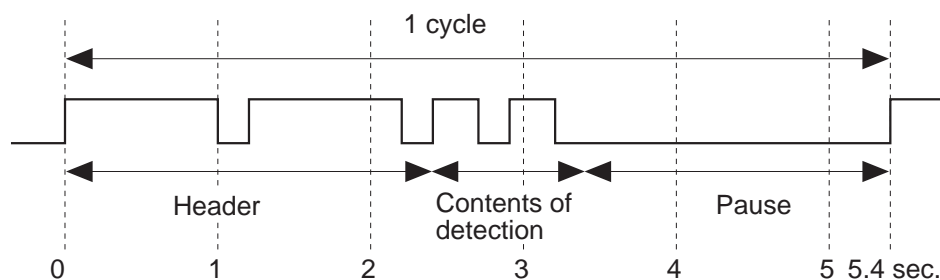 1 cycle
Header
Contents of
detection
Pause
0 1 2 3 4 5 5.4 sec.